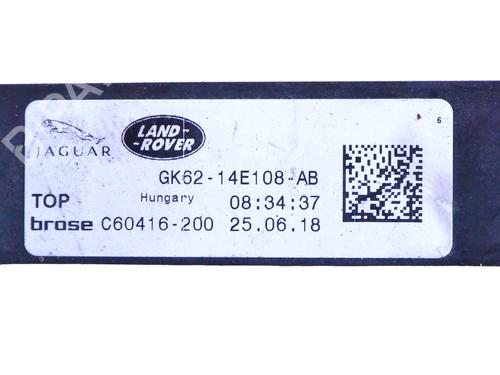 JAGUAR
LAND-
-ROVER
6
GK62-14E108-AB
TOP Hungary 08:34:37
brose C60416-200 25.06.18